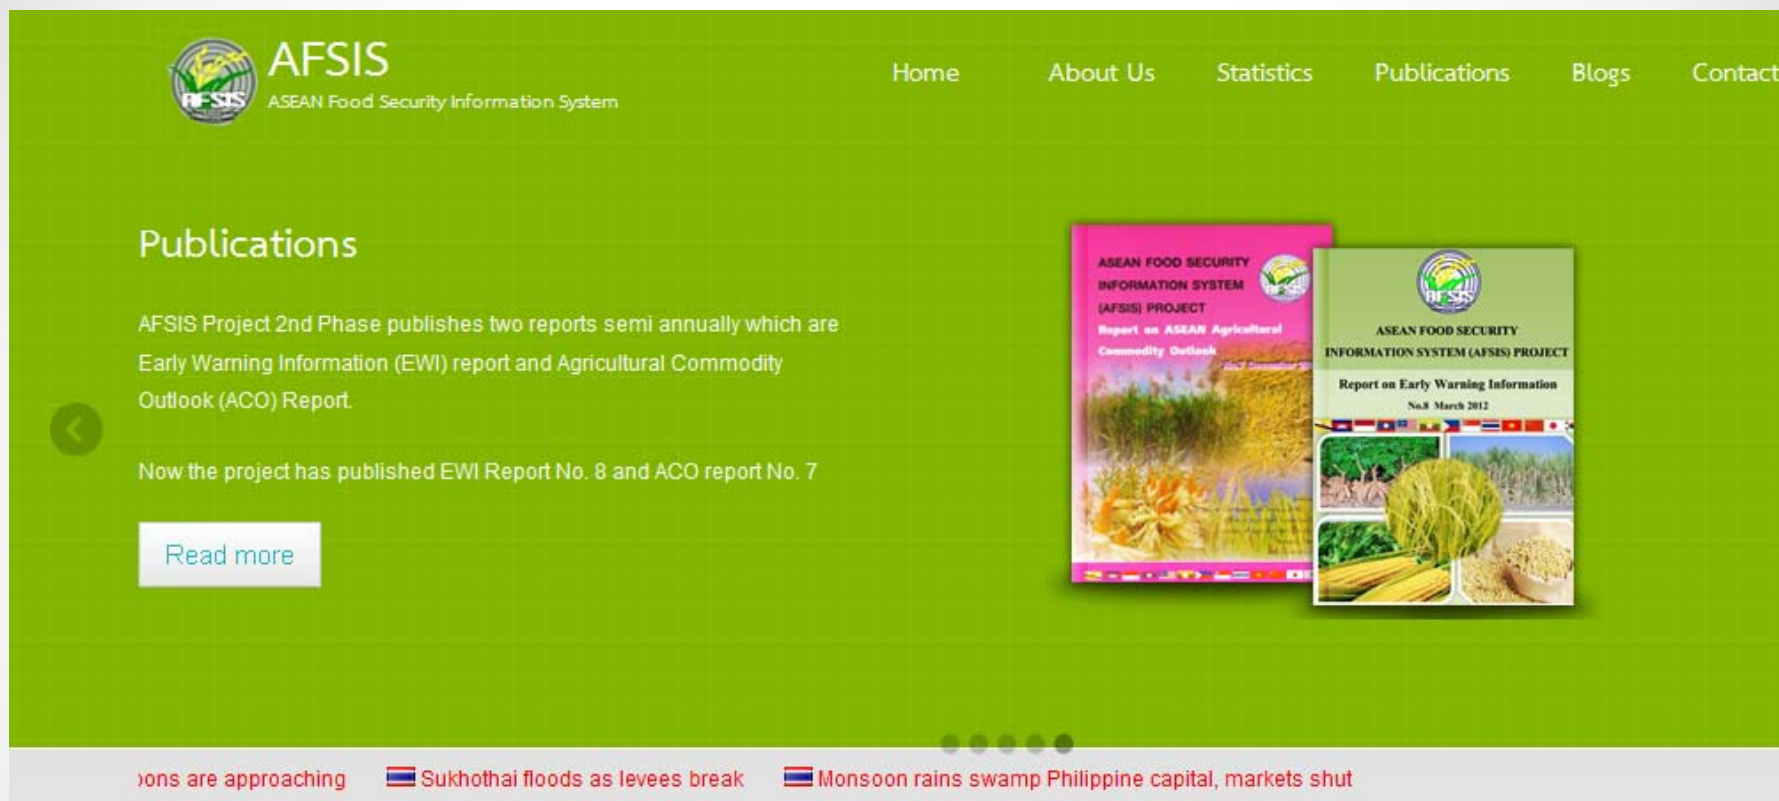 AFSIS
ASEAN Food Security Information System
AFSIS
Home About Us Statistics Publications Blogs Contact
Publications
AFSIS Project 2nd Phase publishes two reports semi annually which are
Early Warning Information (EWI) report and Agricultural Commodity
Outlook (ACO) Report.
Now the project has published EWI Report No. 8 and ACO report No. 7
Read more
ASEAN FOOD SECURITY
INFORMATION SYSTEM
(AFSIS) PROJECT
Report on ASEAN Agricultural
Commodity Outlook
AFSIS
AFSIS
ASEAN FOOD SECURITY
INFORMATION SYSTEM (AFSIS) PROJECT
Report on Early Warning Information
No.8 March 2012
are approaching Sukhothai floods as levees break Monsoon rains swamp Philippine capital, markets shut